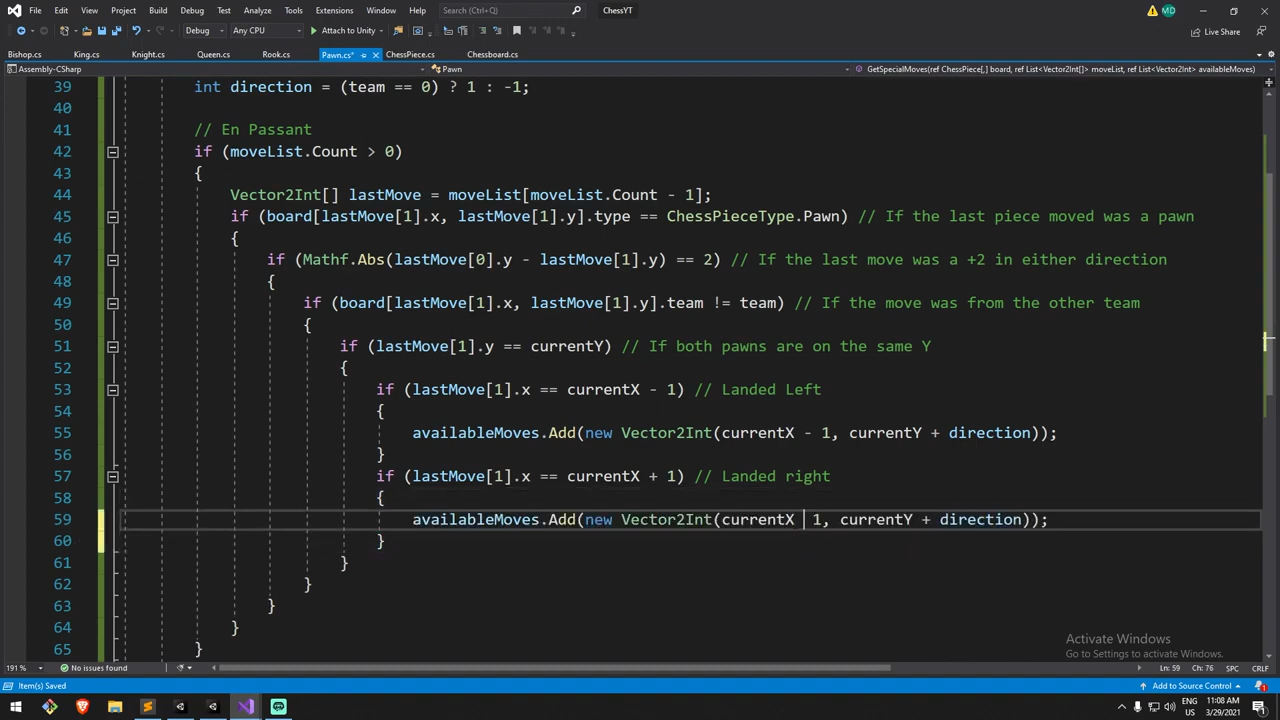 File Edit View Git Project Build Debug Test Analyze Tools Extensions Window Help Search (Ctrl+Q) ChessYT MD
Debug Any CPU Attach to Unity Live Share
Bishop.cs King.cs Knight.cs Queen.cs Rook.cs Pawn.cs* ChessPiece.cs Chessboard.cs
Assembly-CSharp Pawn GetSpecialMoves(ref ChessPiece[,] board, ref List<Vector2Int[]> moveList, ref List<Vector2Int> availableMoves)
39 int direction = (team == 0) ? 1 : -1;
40
41 // En Passant
42 if (moveList.Count > 0)
43 {
44 Vector2Int[] lastMove = moveList[moveList.Count - 1];
45 if (board[lastMove[1].x, lastMove[1].y].type == ChessPieceType.Pawn) // If the last piece moved was a pawn
46 {
47 if (Mathf.Abs(lastMove[0].y - lastMove[1].y) == 2) // If the last move was a +2 in either direction
48 {
49 if (board[lastMove[1].x, lastMove[1].y].team != team) // If the move was from the other team
50 {
51 if (lastMove[1].y == currentY) // If both pawns are on the same Y
52 {
53 if (lastMove[1].x == currentX - 1) // Landed Left
54 {
55 availableMoves.Add(new Vector2Int(currentX - 1, currentY + direction));
56 }
57 if (lastMove[1].x == currentX + 1) // Landed right
58 {
59 availableMoves.Add(new Vector2Int(currentX 1, currentY + direction));
60 }
61 }
62 }
63 }
64 }
65 }
Activate Windows
Go to Settings to activate Windows.
191 % No issues found Ln: 59 Ch: 76 SPC CRLF
Item(s) Saved Add to Source Control 1
ENG 11:08 AM
US 3/29/2021 1